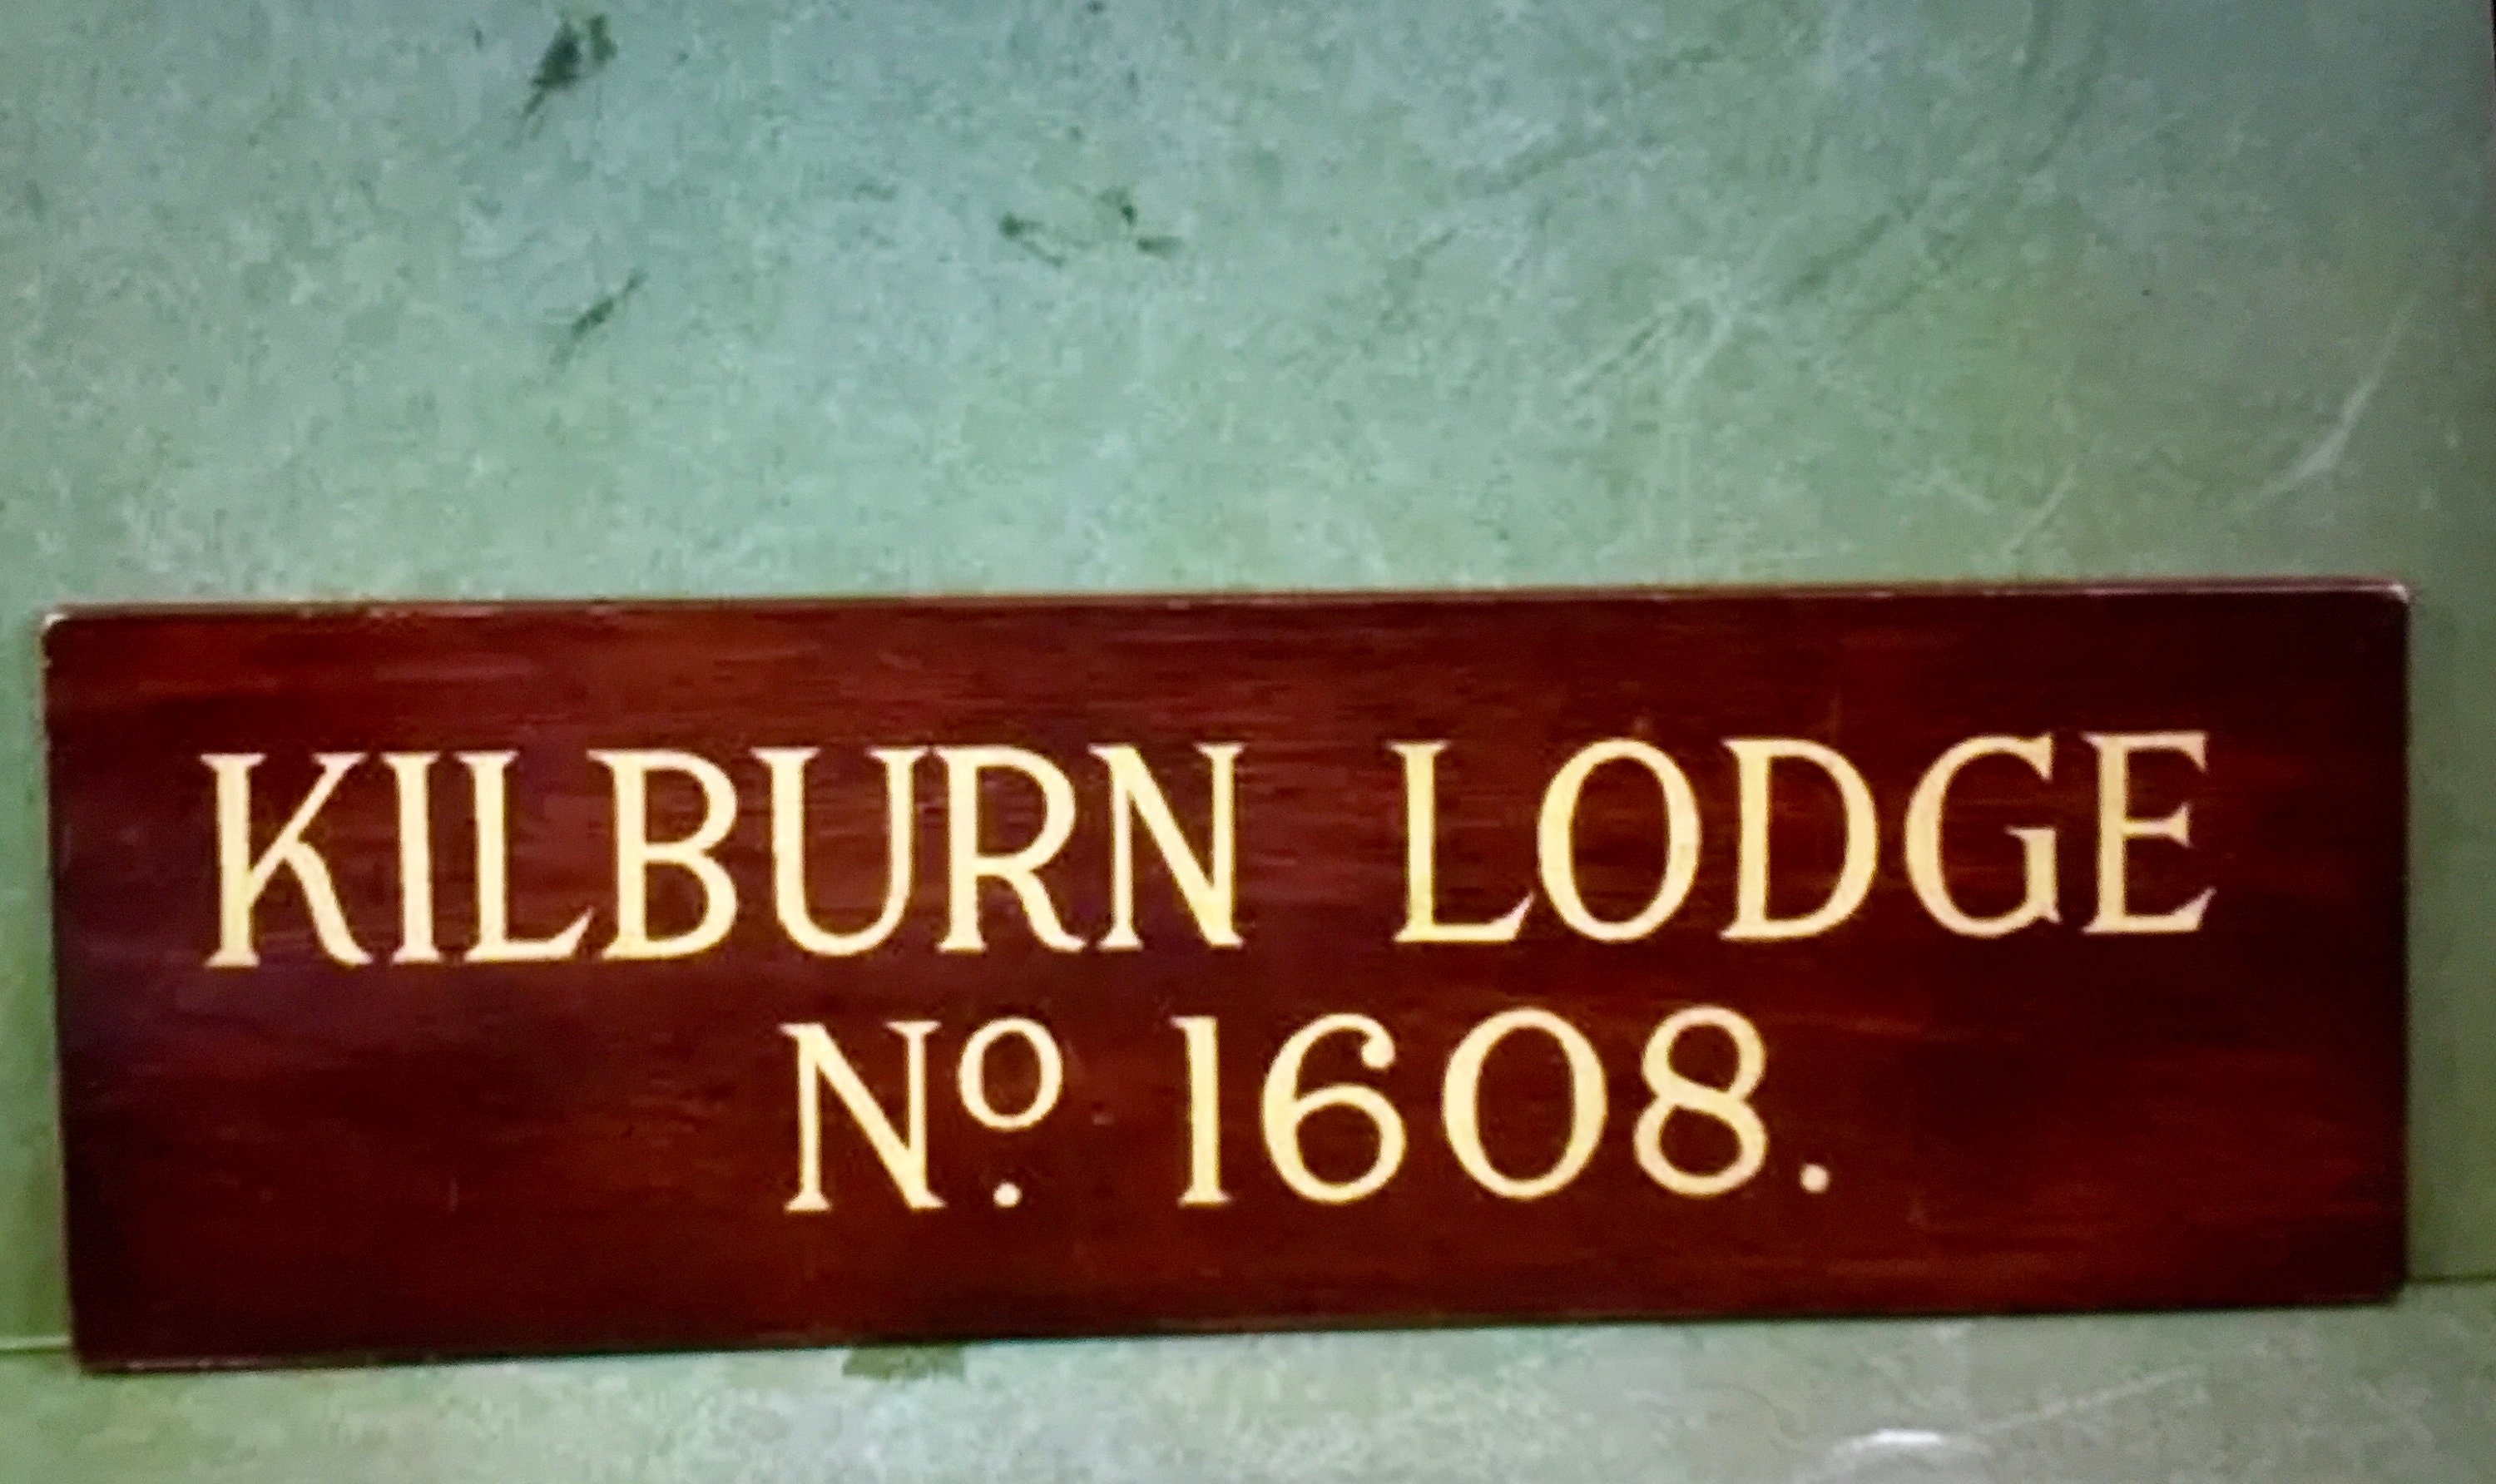 KILBURN LODGE
Nº. 1608.